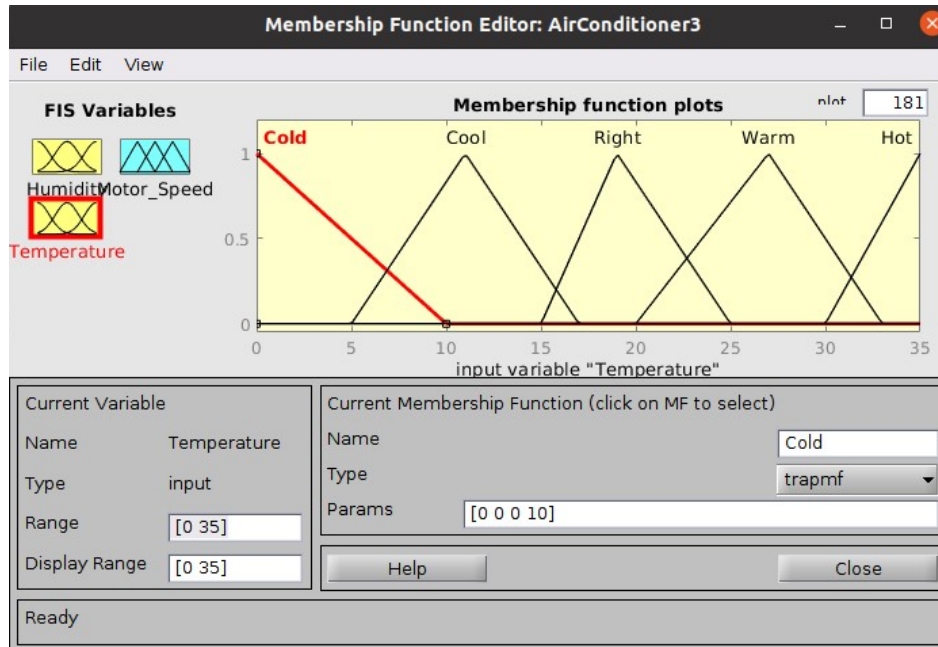 Membership Function Editor: AirConditioner3
File Edit View
FIS Variables
Humidity
Motor_Speed
Temperature
Membership function plots
plot
181
Cold Cool Right Warm Hot
1
0.5
0
0 5 10 15 20 25 30 35
input variable "Temperature"
Current Variable
Name Temperature
Type input
Range [0 35]
Display Range [0 35]
Current Membership Function (click on MF to select)
Name Cold
Type trapmf
Params [0 0 0 10]
Help Close
Ready